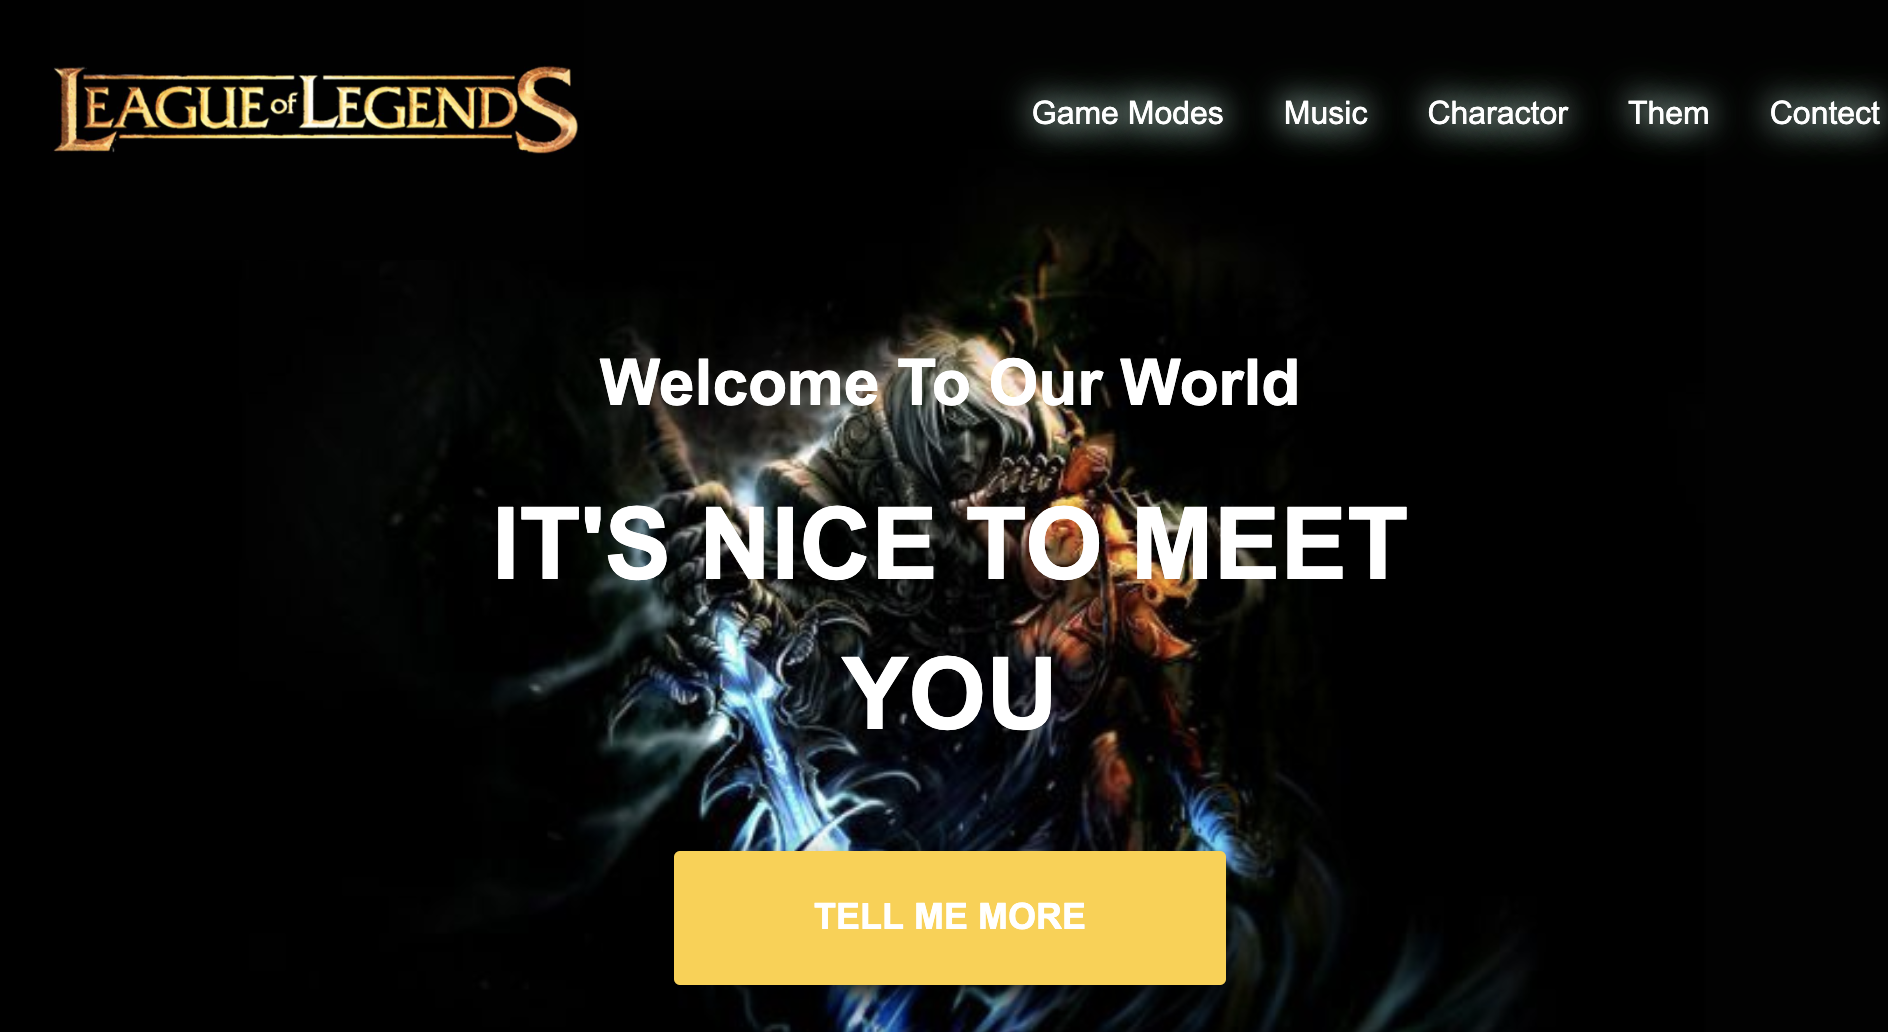 LEAGUE of LEGENDS
Game Modes Music Charactor Them Contect
Welcome To Our World
IT'S NICE TO MEET
YOU
TELL ME MORE